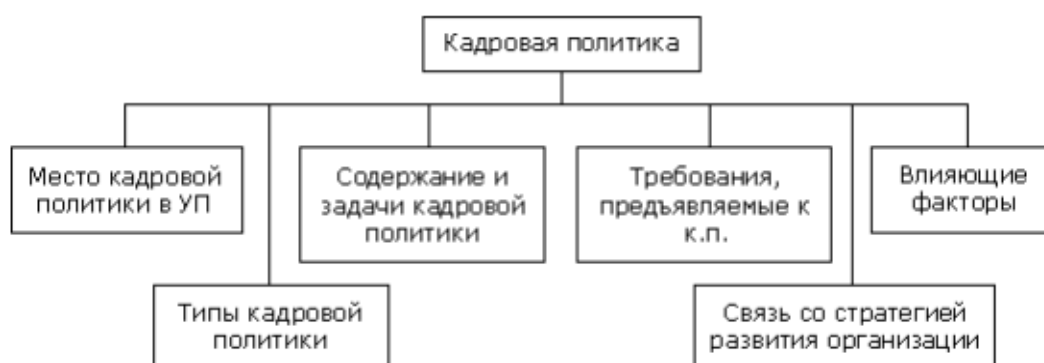 Кадровая политика
Место кадровой
политики в УП
Содержание и
задачи кадровой
политики
Требования,
предъявляемые к
к.п.
Влияющие
факторы
Типы кадровой
политики
Связь со стратегией
развития организации